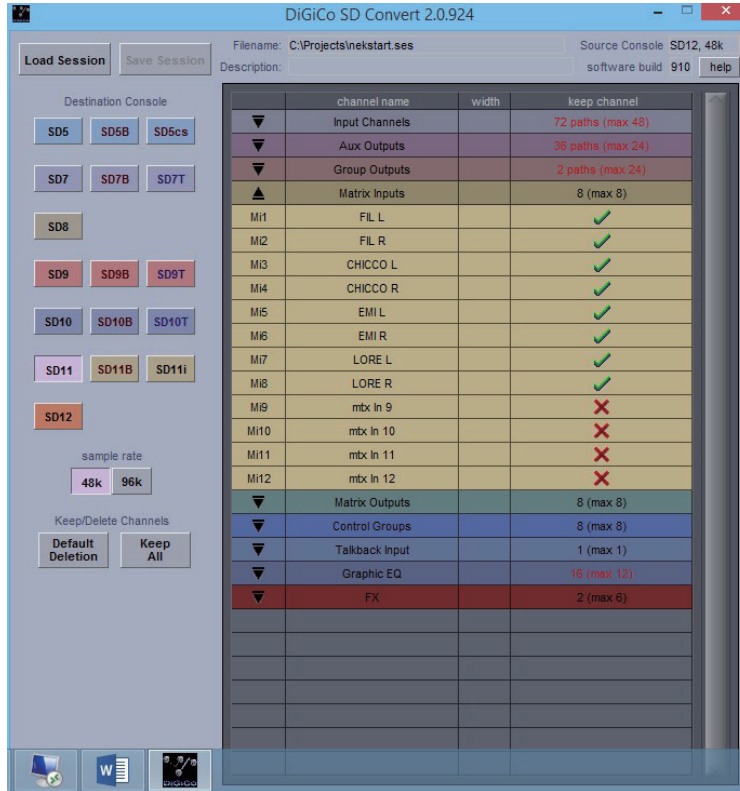 DiGiCo SD Convert 2.0.924
Load Session
Save Session
Filename: C:\Projects\nekstart.ses
Source Console SD12, 48k
Description:
software build 910 help
Destination Console
SD5 SD5B SD5cs
SD7 SD7B SD7T
SD8
SD9 SD9B SD9T
SD10 SD10B SD10T
SD11 SD11B SD11i
SD12
sample rate
48k 96k
Keep/Delete Channels
Default Deletion
Keep All
channel name width keep channel
Input Channels 72 paths (max 48)
Aux Outputs 36 paths (max 24)
Group Outputs 2 paths (max 24)
Matrix Inputs 8 (max 8)
Mi1 FIL L
Mi2 FIL R
Mi3 CHICCO L
Mi4 CHICCO R
Mi5 EMI L
Mi6 EMI R
Mi7 LORE L
Mi8 LORE R
Mi9 mtx In 9
Mi10 mtx In 10
Mi11 mtx In 11
Mi12 mtx In 12
Matrix Outputs 8 (max 8)
Control Groups 8 (max 8)
Talkback Input 1 (max 1)
Graphic EQ 16 (max 12)
FX 2 (max 6)
W
DiGiCo